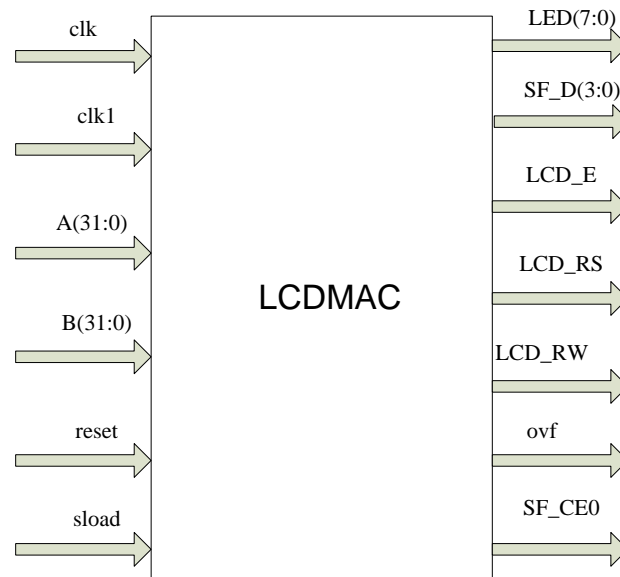 clk
clk1
A(31:0)
B(31:0)
reset
sload
LCDMAC
LED(7:0)
SF_D(3:0)
LCD_E
LCD_RS
LCD_RW
ovf
SF_CE0